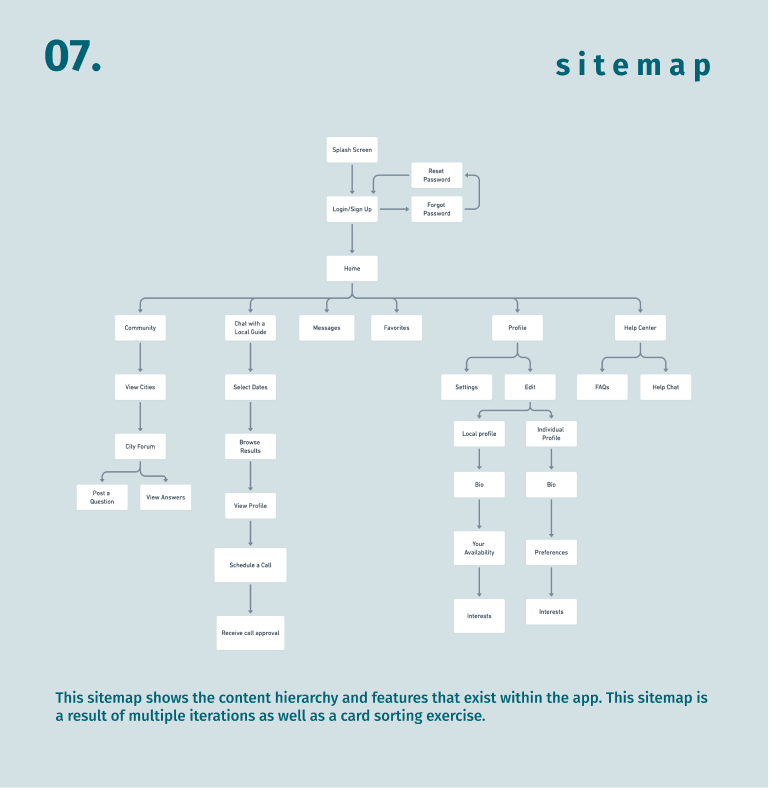 07.
sitemap
Splash Screen
Reset
Password
Login/Sign Up
Forgot
Password
Home
Community
Chat with a
Local Guide
Messages
Favorites
Profile
Help Center
View Cities
Select Dates
Settings
Edit
FAQs
Help Chat
City Forum
Browse
Results
Local profile
Individual
Profile
Post a
Question
View Answers
View Profile
Bio
Bio
Schedule a Call
Your
Availability
Preferences
Receive call approval
Interests
Interests
This sitemap shows the content hierarchy and features that exist within the app. This sitemap is
a result of multiple iterations as well as a card sorting exercise.